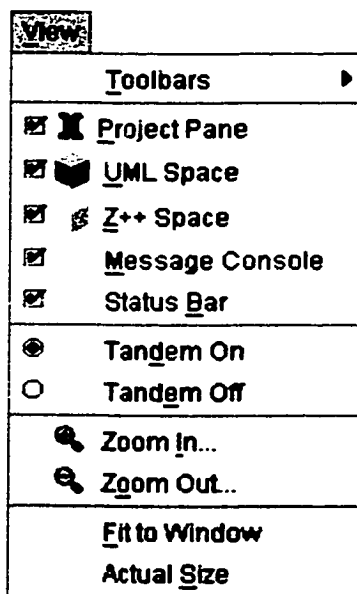 View
Toolbars
Project Pane
UML Space
Z++ Space
Message Console
Status Bar
Tandem On
Tandem Off
Zoom In...
Zoom Out...
Fit to Window
Actual Size